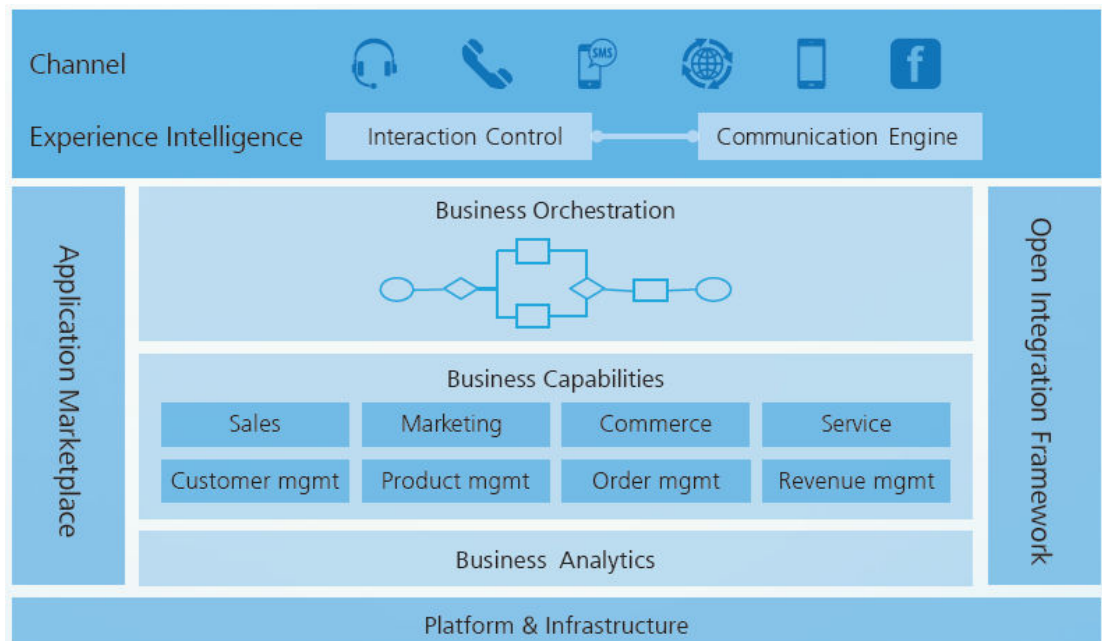 Channel
SMS
f
Experience Intelligence
Interaction Control
Communication Engine
Application Marketplace
Business Orchestration
Business Capabilities
Sales
Marketing
Commerce
Service
Customer mgmt
Product mgmt
Order mgmt
Revenue mgmt
Business Analytics
Open Integration Framework
Platform & Infrastructure